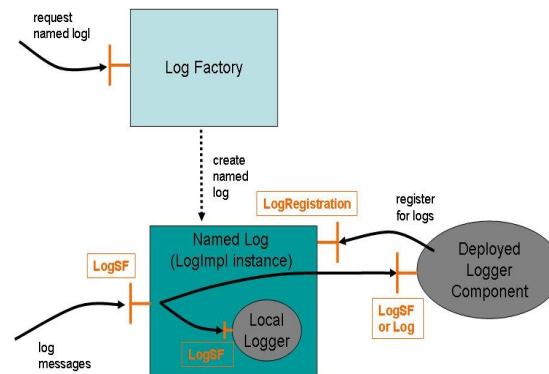 request
named logl
Log Factory
create
named
log
LogRegistration
register
for logs
Named Log
(LogImpl instance)
Deployed
Logger
Component
LogSF
LogSF
or Log
Local
Logger
LogSF
log
messages